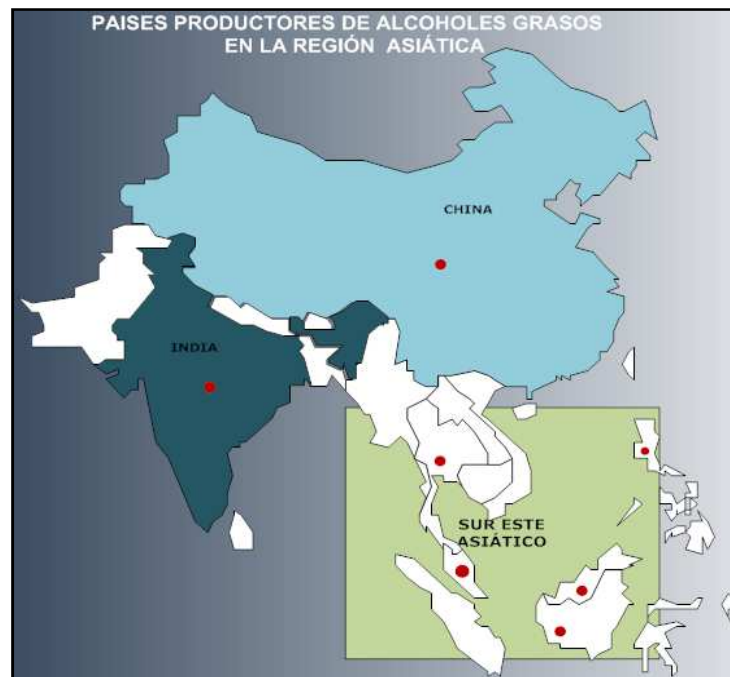 PAISES PRODUCTORES DE ALCOHOLES GRASOS
EN LA REGIÓN ASIÁTICA
CHINA
INDIA
SUR ESTE
ASIÁTICO